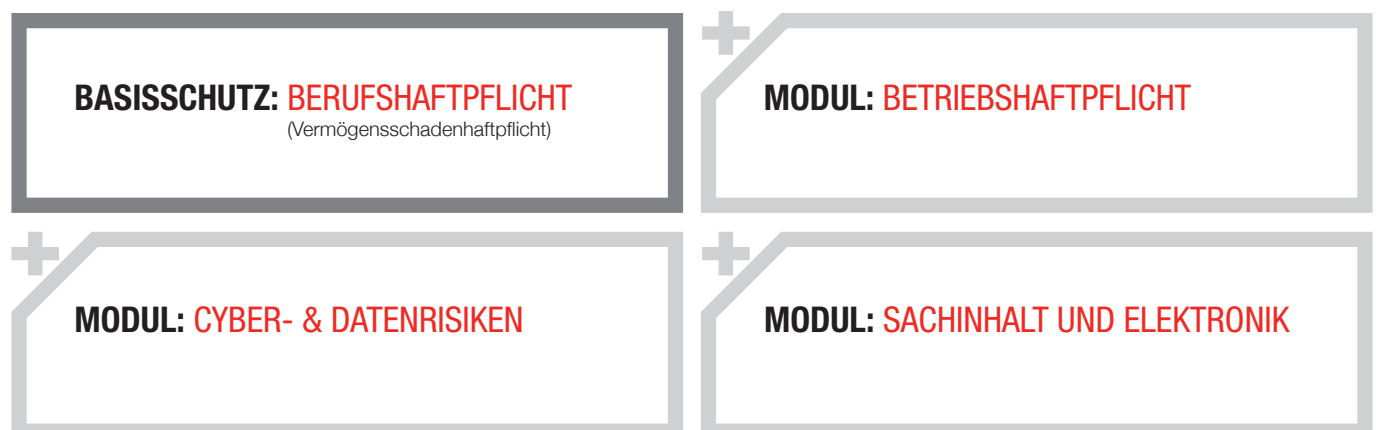 BASISSCHUTZ: BERUFSHAFTPFLICHT
(Vermögensschadenhaftpflicht)
MODUL: BETRIEBSHAFTPFLICHT
MODUL: CYBER- & DATENRISIKEN
MODUL: SACHINHALT UND ELEKTRONIK